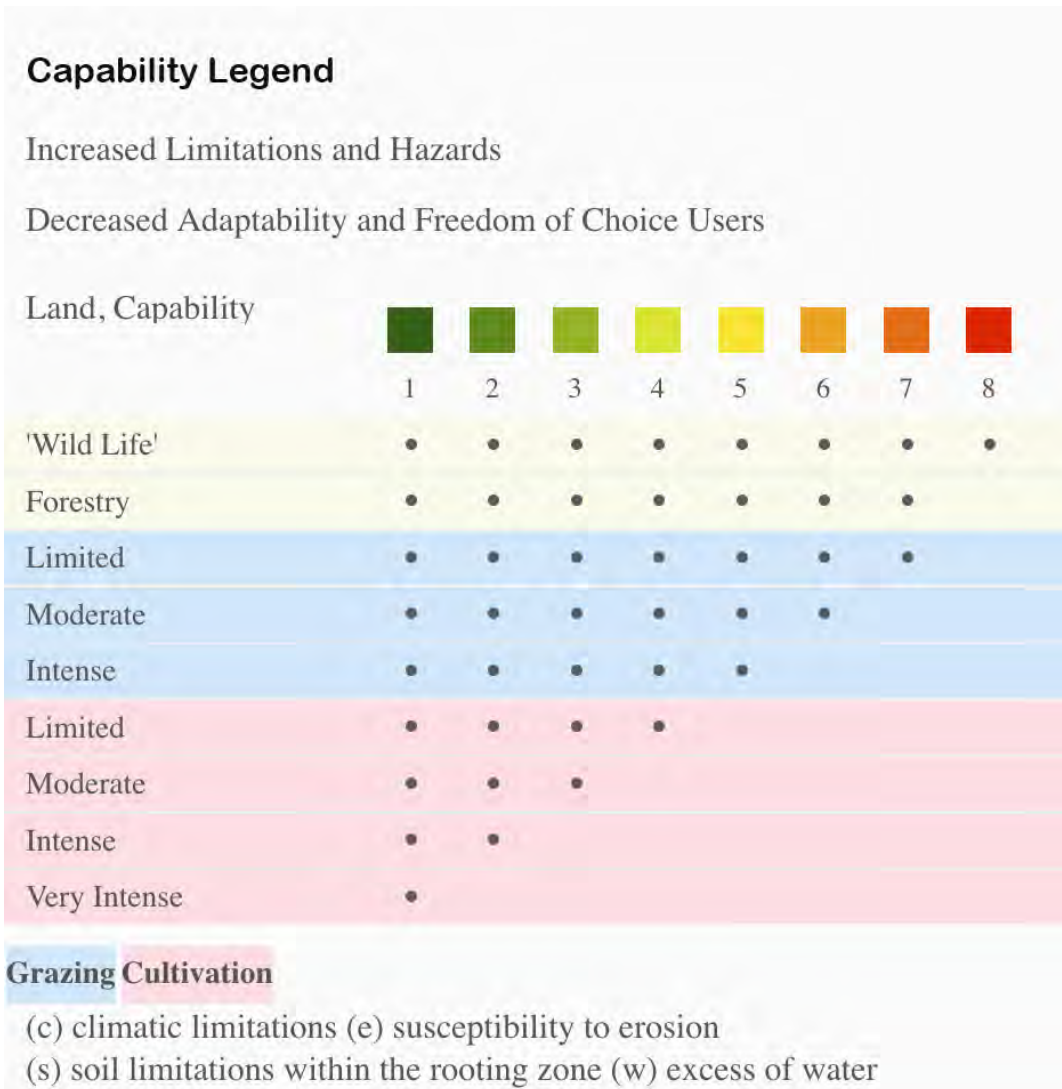 Capability Legend
Increased Limitations and Hazards
Decreased Adaptability and Freedom of Choice Users
Land, Capability
1 2 3 4 5 6 7 8
'Wild Life' • • • • • • • •
Forestry • • • • • • •
Limited • • • • • • •
Moderate • • • • • •
Intense • • • • •
Limited • • • •
Moderate • • •
Intense • •
Very Intense •
Grazing Cultivation
(c) climatic limitations (e) susceptibility to erosion
(s) soil limitations within the rooting zone (w) excess of water